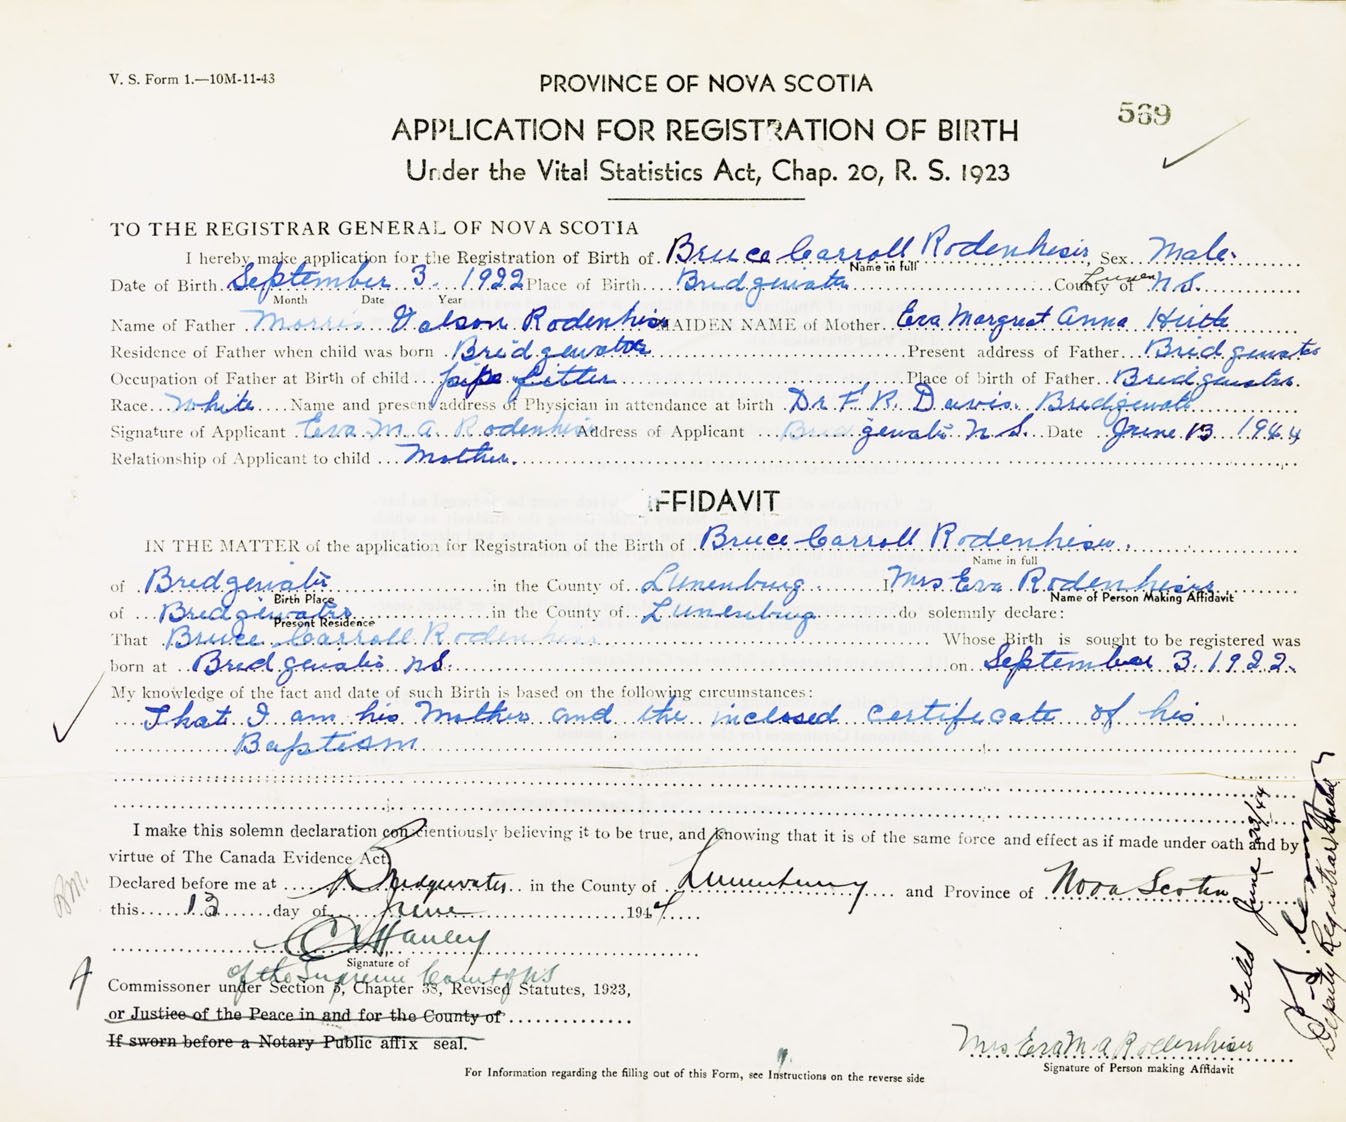 V. S. Form 1.—10M-11-43
PROVINCE OF NOVA SCOTIA
569
APPLICATION FOR REGISTRATION OF BIRTH
Under the Vital Statistics Act, Chap. 20, R. S. 1923
TO THE REGISTRAR GENERAL OF NOVA SCOTIA
I hereby make application for the Registration of Birth of Bruce Carroll Rodenhiser Sex Male
Name in full
Date of Birth September 3. 1922 Place of Birth Bridgewater County of Lunen N.S.
Month Date Year
Name of Father Morris Rodenhiser MAIDEN NAME of Mother Eva Margret Anna Hirtle
Residence of Father when child was born Bridgewater Present address of Father Bridgewater
Occupation of Father at Birth of child pipe fitter Place of birth of Father Bridgewater.
Race White Name and present address of Physician in attendance at birth Dr F. R. Davis. Bridgewater
Signature of Applicant Eva M A Rodenhiser Address of Applicant Bridgewater N.S. Date June 13 1944
Relationship of Applicant to child Mother.
AFFIDAVIT
IN THE MATTER of the application for Registration of the Birth of Bruce Carroll Rodenhiser.
Name in full
of Bridgewater in the County of Lunenburg I, Mrs Eva Rodenhiser
Birth Place Name of Person Making Affidavit
of Bridgewater in the County of Lunenburg do solemnly declare:
Present Residence
That Bruce Carroll Rodenhiser Whose Birth is sought to be registered was
born at Bridgewater N.S. on September 3. 1922.
My knowledge of the fact and date of such Birth is based on the following circumstances:
That I am his Mother and the inclosed certificate of his
Baptism
I make this solemn declaration conscientiously believing it to be true, and knowing that it is of the same force and effect as if made under oath and by
virtue of The Canada Evidence Act.
Declared before me at Bridgewater in the County of Lunenburg and Province of Nova Scotia
this 13 day of June 1944
Signature of
of the Supreme Court of NS
Commissoner under Section 5, Chapter 38, Revised Statutes, 1923,
or Justice of the Peace in and for the County of
If sworn before a Notary Public affix seal.
Mrs Eva M. A Rodenhiser
Signature of Person making Affidavit
For Information regarding the filling out of this Form, see Instructions on the reverse side
Filed June 23/44
Deputy Registrar